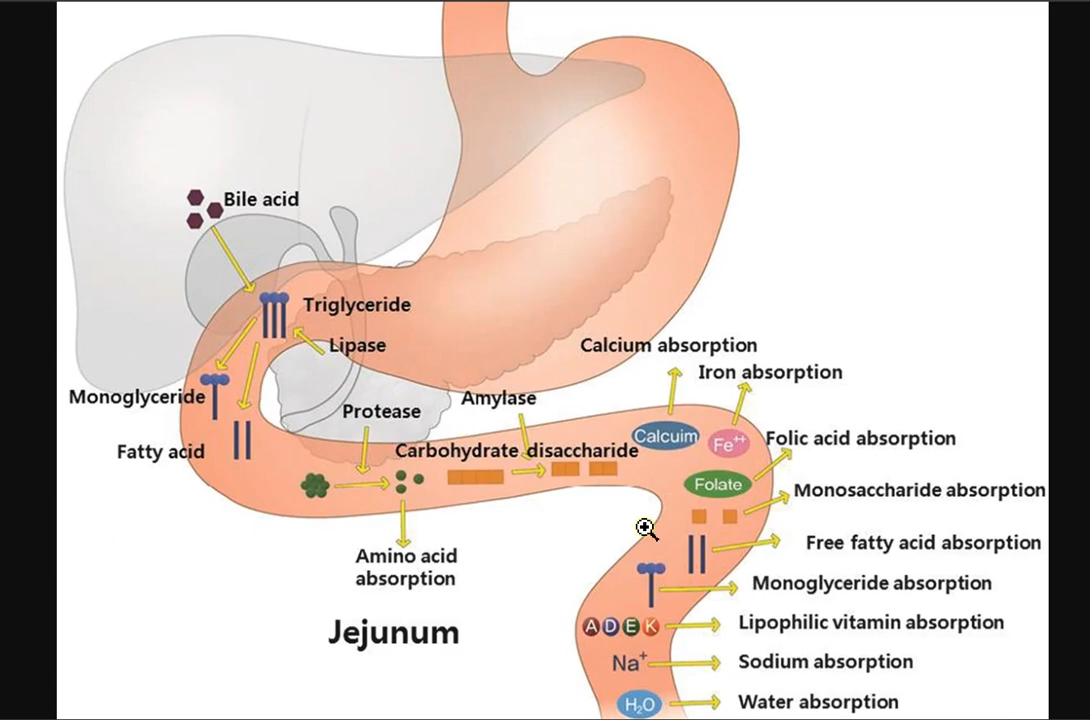 Bile acid
Triglyceride
Lipase
Calcium absorption
Iron absorption
Monoglyceride
Amylase
Protease
Calcuim
Fe++
Folic acid absorption
Fatty acid
Carbohydrate disaccharide
Folate
Monosaccharide absorption
Free fatty acid absorption
Amino acid
absorption
Monoglyceride absorption
Jejunum
A D E K
Lipophilic vitamin absorption
Na+
Sodium absorption
H₂O
Water absorption